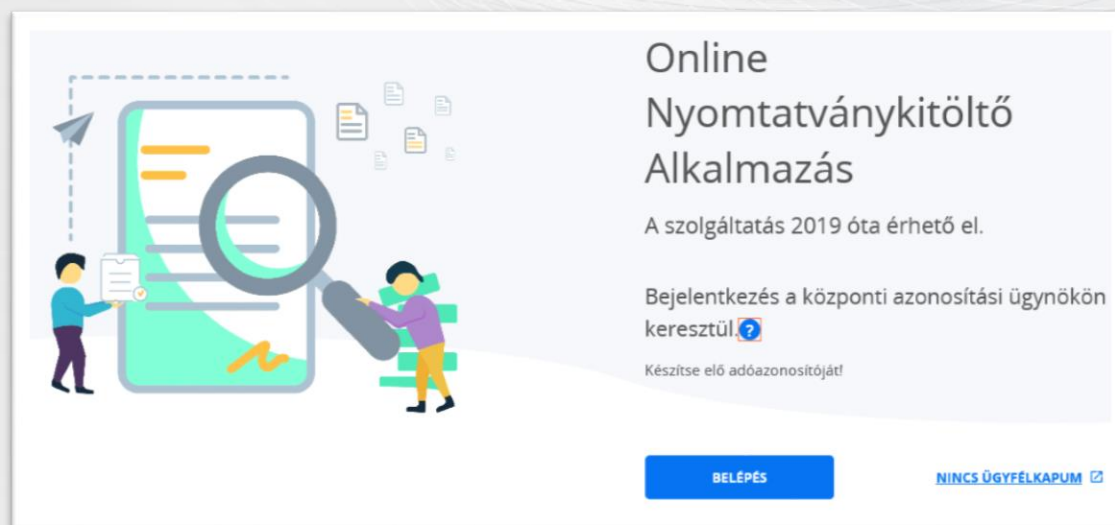 Online
Nyomtatványkitöltő
Alkalmazás
A szolgáltatás 2019 óta érhető el.
Bejelentkezés a központi azonosítási ügynökön
keresztül.?
Készítse elő adóazonosítóját!
BELÉPÉS
NINCS ÜGYFÉLKAPUM